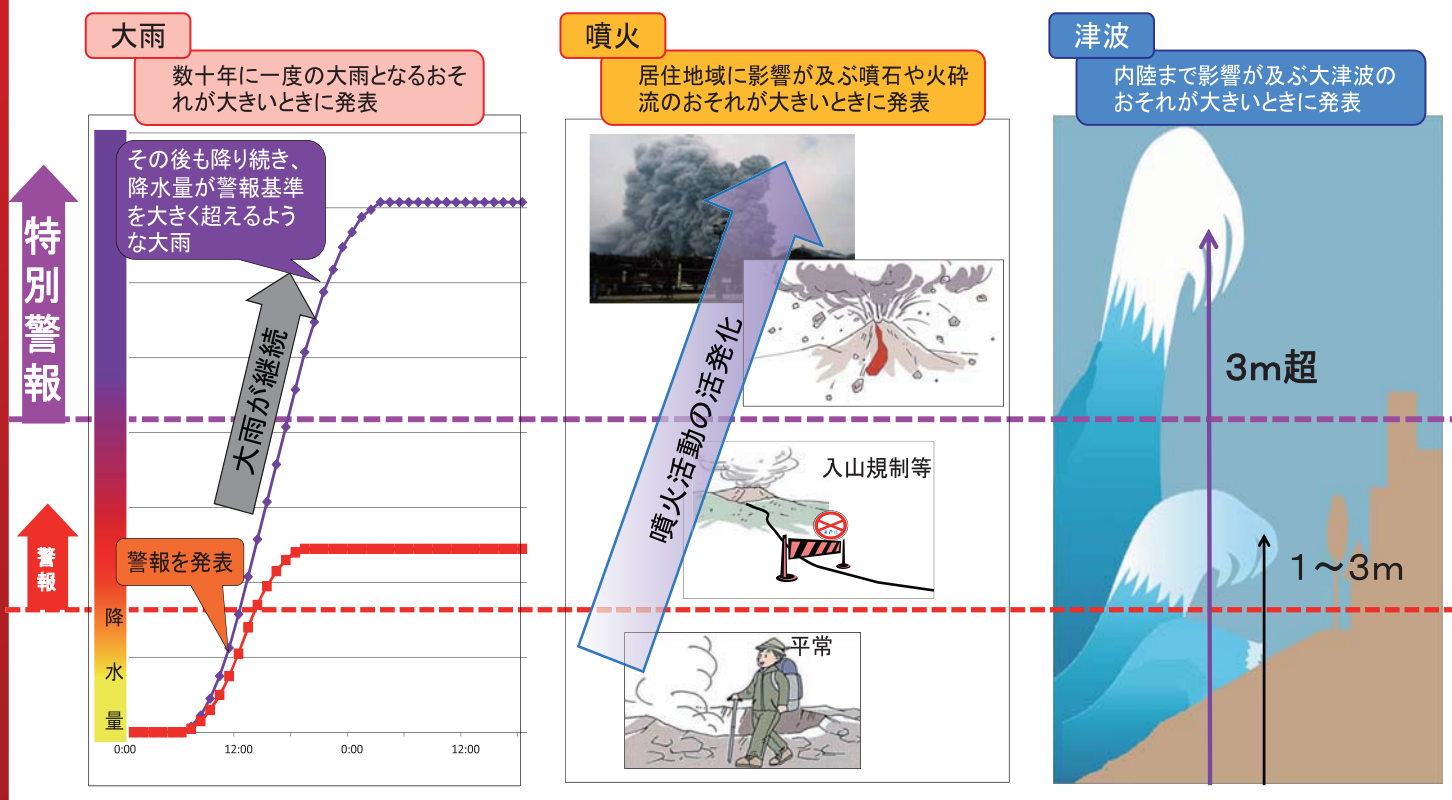 大雨
数十年に一度の大雨となるおそ
れが大きいときに発表
噴火
居住地域に影響が及ぶ噴石や火砕
流のおそれが大きいときに発表
津波
内陸まで影響が及ぶ大津波の
おそれが大きいときに発表
特別警報
警報
その後も降り続き、
降水量が警報基準
を大きく超えるよう
な大雨
大雨が継続
警報を発表
降水量
0:00
12:00
0:00
12:00
噴火活動の活発化
入山規制等
平常
3m超
1～3m